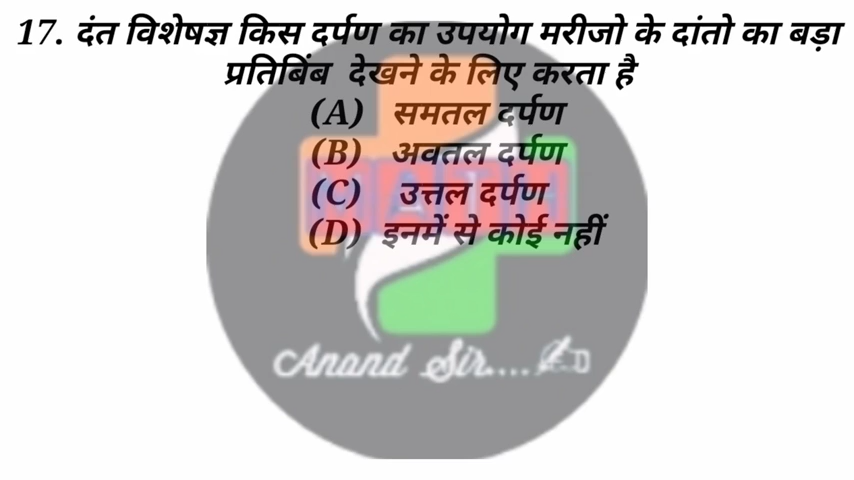 17. दंत विशेषज्ञ किस दर्पण का उपयोग मरीजो के दांतो का बड़ा
प्रतिबिंब देखने के लिए करता है
(A) समतल दर्पण
(B) अवतल दर्पण
(C) उत्तल दर्पण
(D) इनमें से कोई नहीं
MATH
Anand Sir....✍